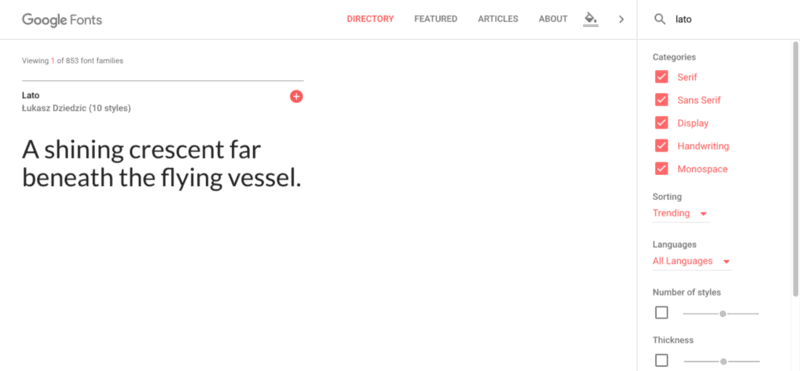 Google Fonts
DIRECTORY
FEATURED
ARTICLES
ABOUT
lato
Viewing 1 of 853 font families
Lato
Łukasz Dziedzic (10 styles)
A shining crescent far
beneath the flying vessel.
Categories
Serif
Sans Serif
Display
Handwriting
Monospace
Sorting
Trending
Languages
All Languages
Number of styles
Thickness